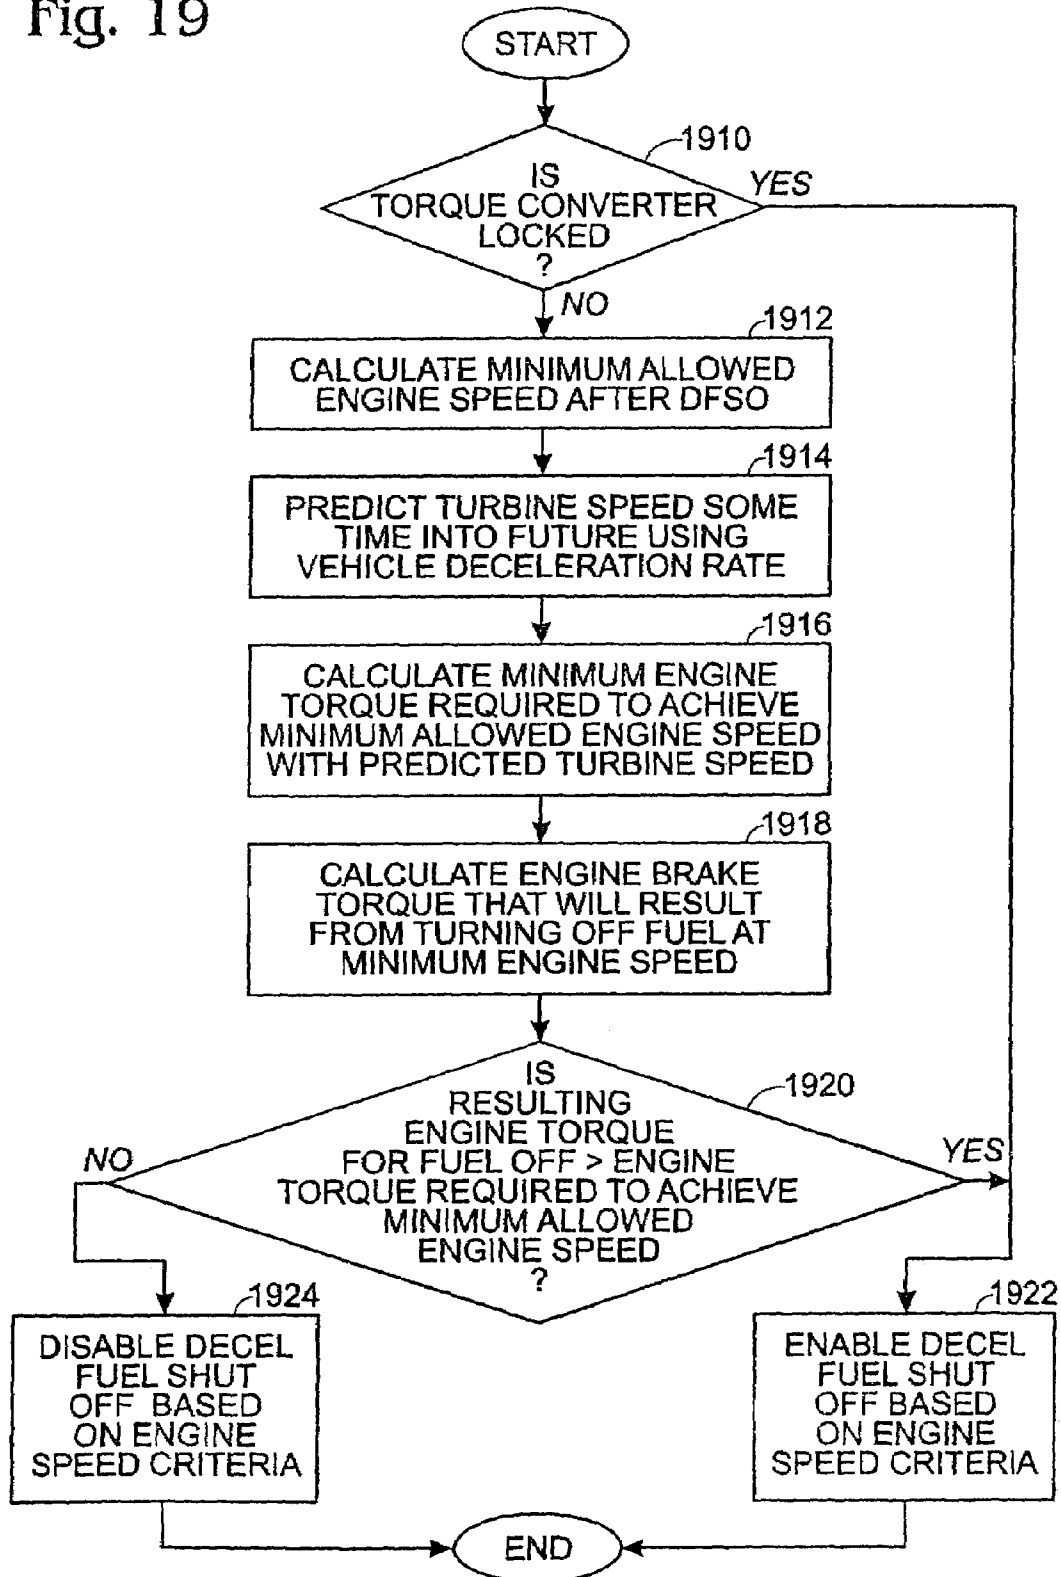 Fig. 19
START
1910
IS
TORQUE CONVERTER
LOCKED
?
YES
NO
1912
CALCULATE MINIMUM ALLOWED
ENGINE SPEED AFTER DFSO
1914
PREDICT TURBINE SPEED SOME
TIME INTO FUTURE USING
VEHICLE DECELERATION RATE
1916
CALCULATE MINIMUM ENGINE
TORQUE REQUIRED TO ACHIEVE
MINIMUM ALLOWED ENGINE SPEED
WITH PREDICTED TURBINE SPEED
1918
CALCULATE ENGINE BRAKE
TORQUE THAT WILL RESULT
FROM TURNING OFF FUEL AT
MINIMUM ENGINE SPEED
1920
IS
RESULTING
ENGINE TORQUE
FOR FUEL OFF > ENGINE
TORQUE REQUIRED TO ACHIEVE
MINIMUM ALLOWED
ENGINE SPEED
?
NO
YES
1924
DISABLE DECEL
FUEL SHUT
OFF BASED
ON ENGINE
SPEED CRITERIA
1922
ENABLE DECEL
FUEL SHUT
OFF BASED
ON ENGINE
SPEED CRITERIA
END